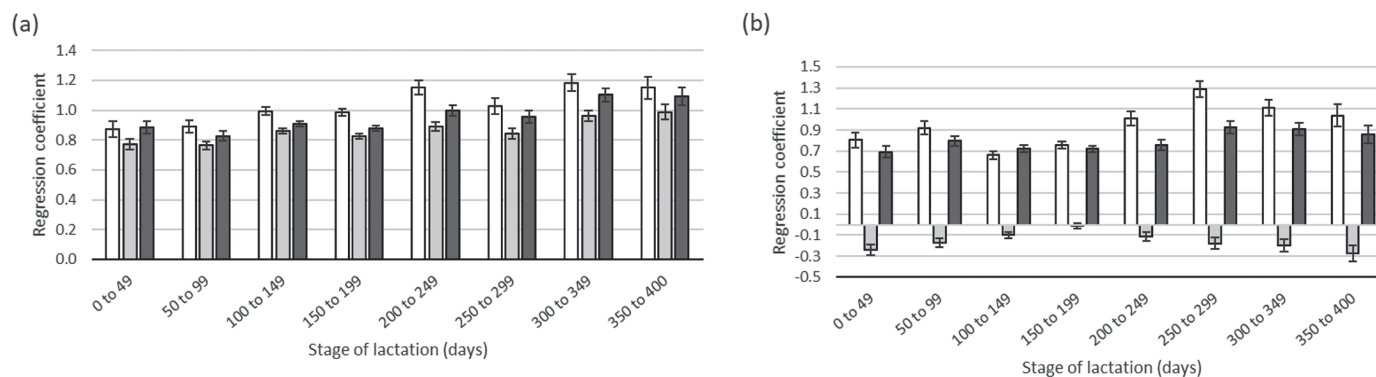 (a)
Regression coefficient
1.4
1.2
1.0
0.8
0.6
0.4
0.2
0.0
0 to 49
50 to 99
100 to 149
150 to 199
200 to 249
250 to 299
300 to 349
350 to 400
Stage of lactation (days)
(b)
Regression coefficient
1.5
1.3
1.1
0.9
0.7
0.5
0.3
0.1
-0.1
-0.3
-0.5
0 to 49
50 to 99
100 to 149
150 to 199
200 to 249
250 to 299
300 to 349
350 to 400
Stage of lactation (days)